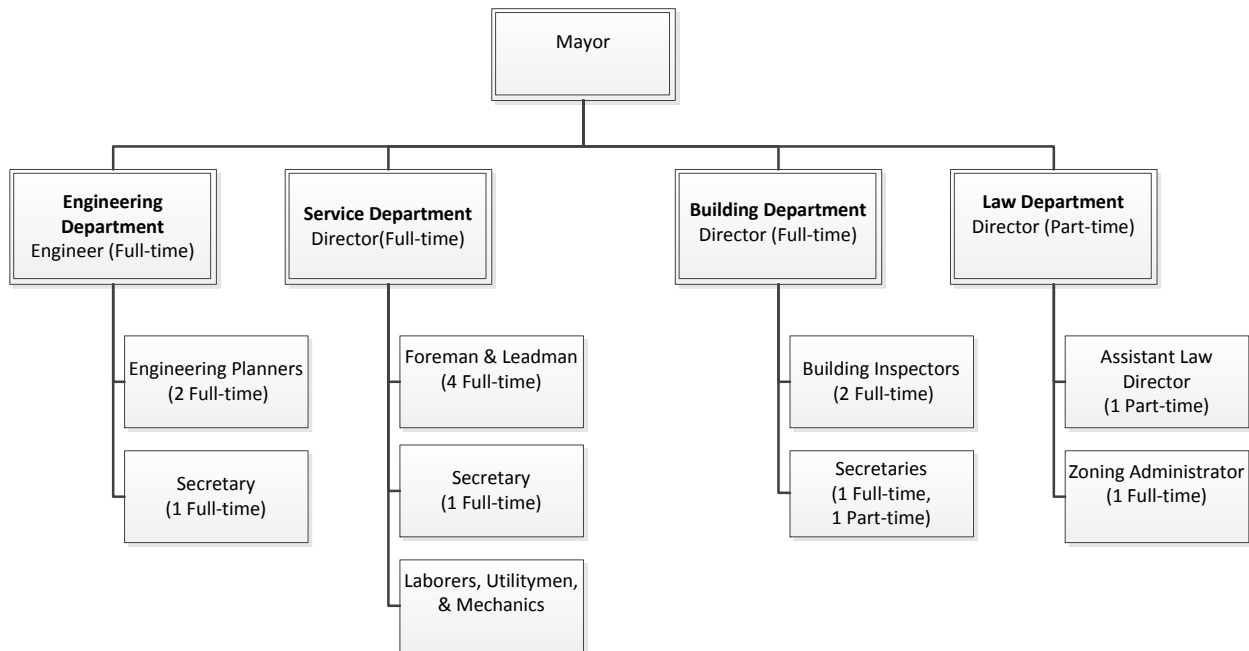 Mayor
Engineering
Department
Engineer (Full-time)
Service Department
Director(Full-time)
Building Department
Director (Full-time)
Law Department
Director (Part-time)
Engineering Planners
(2 Full-time)
Secretary
(1 Full-time)
Foreman & Leadman
(4 Full-time)
Secretary
(1 Full-time)
Laborers, Utilitymen,
& Mechanics
Building Inspectors
(2 Full-time)
Secretaries
(1 Full-time,
1 Part-time)
Assistant Law
Director
(1 Part-time)
Zoning Administrator
(1 Full-time)